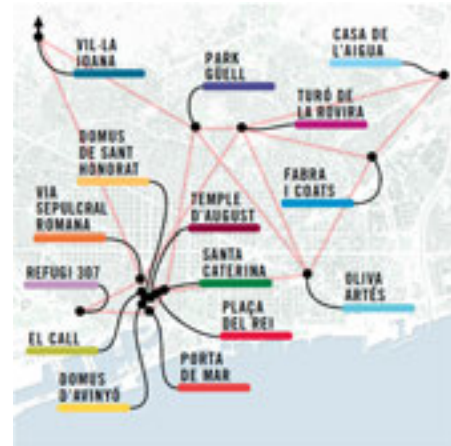 VIL·LA
JOANA
PARK
GÜELL
CASA DE
L'AIGUA
TURÓ DE
LA ROVIRA
DOMUS
DE SANT
HONORAT
FABRA
I COATS
VIA
SEPULCRAL
ROMANA
TEMPLE
D'AUGUST
REFUGI 307
SANTA
CATERINA
OLIVA
ARTÉS
PLAÇA
DEL REI
EL CALL
DOMUS
D'AVINYÓ
PORTA
DE MAR